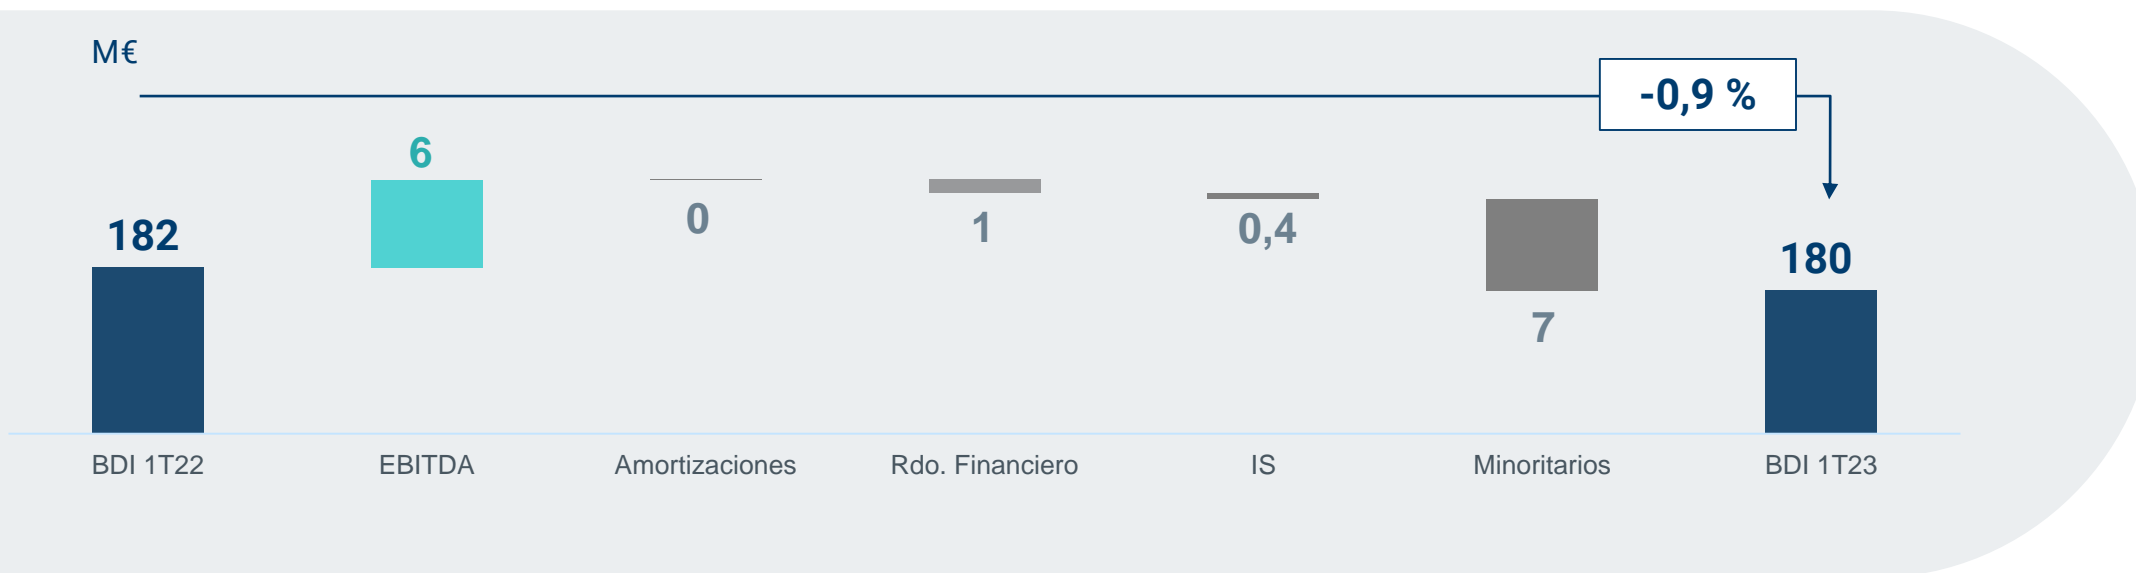 M€
-0,9 %
6
182
0
1
0,4
7
180
BDI 1T22
EBITDA
Amortizaciones
Rdo. Financiero
IS
Minoritarios
BDI 1T23